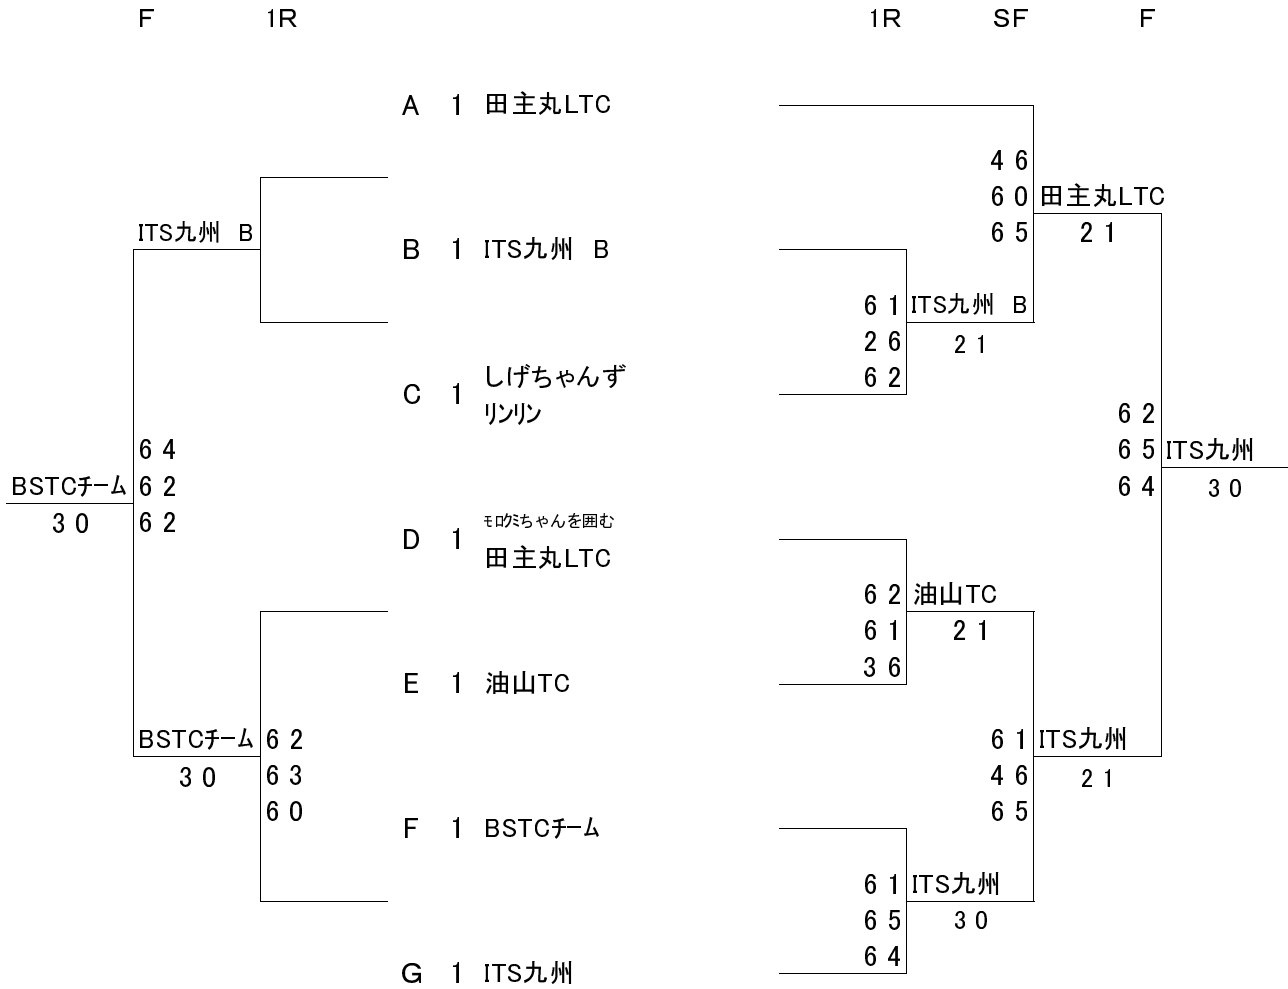 F 1R 1R SF F
A 1 田主丸LTC
4 6
6 0 田主丸LTC
ITS九州 B 6 5 2 1
B 1 ITS九州 B
6 1 ITS九州 B
2 6 2 1
6 2
C 1 しげちゃんず
リンリン
6 2
6 4 6 5 ITS九州
BSTCチーム 6 2 6 4 3 0
3 0 6 2
D 1 モロクミちゃんを囲む
田主丸LTC
6 2 油山TC
6 1 2 1
3 6
E 1 油山TC
BSTCチーム 6 2 6 1 ITS九州
3 0 6 3 4 6 2 1
6 0 6 5
F 1 BSTCチーム
6 1 ITS九州
6 5 3 0
6 4
G 1 ITS九州